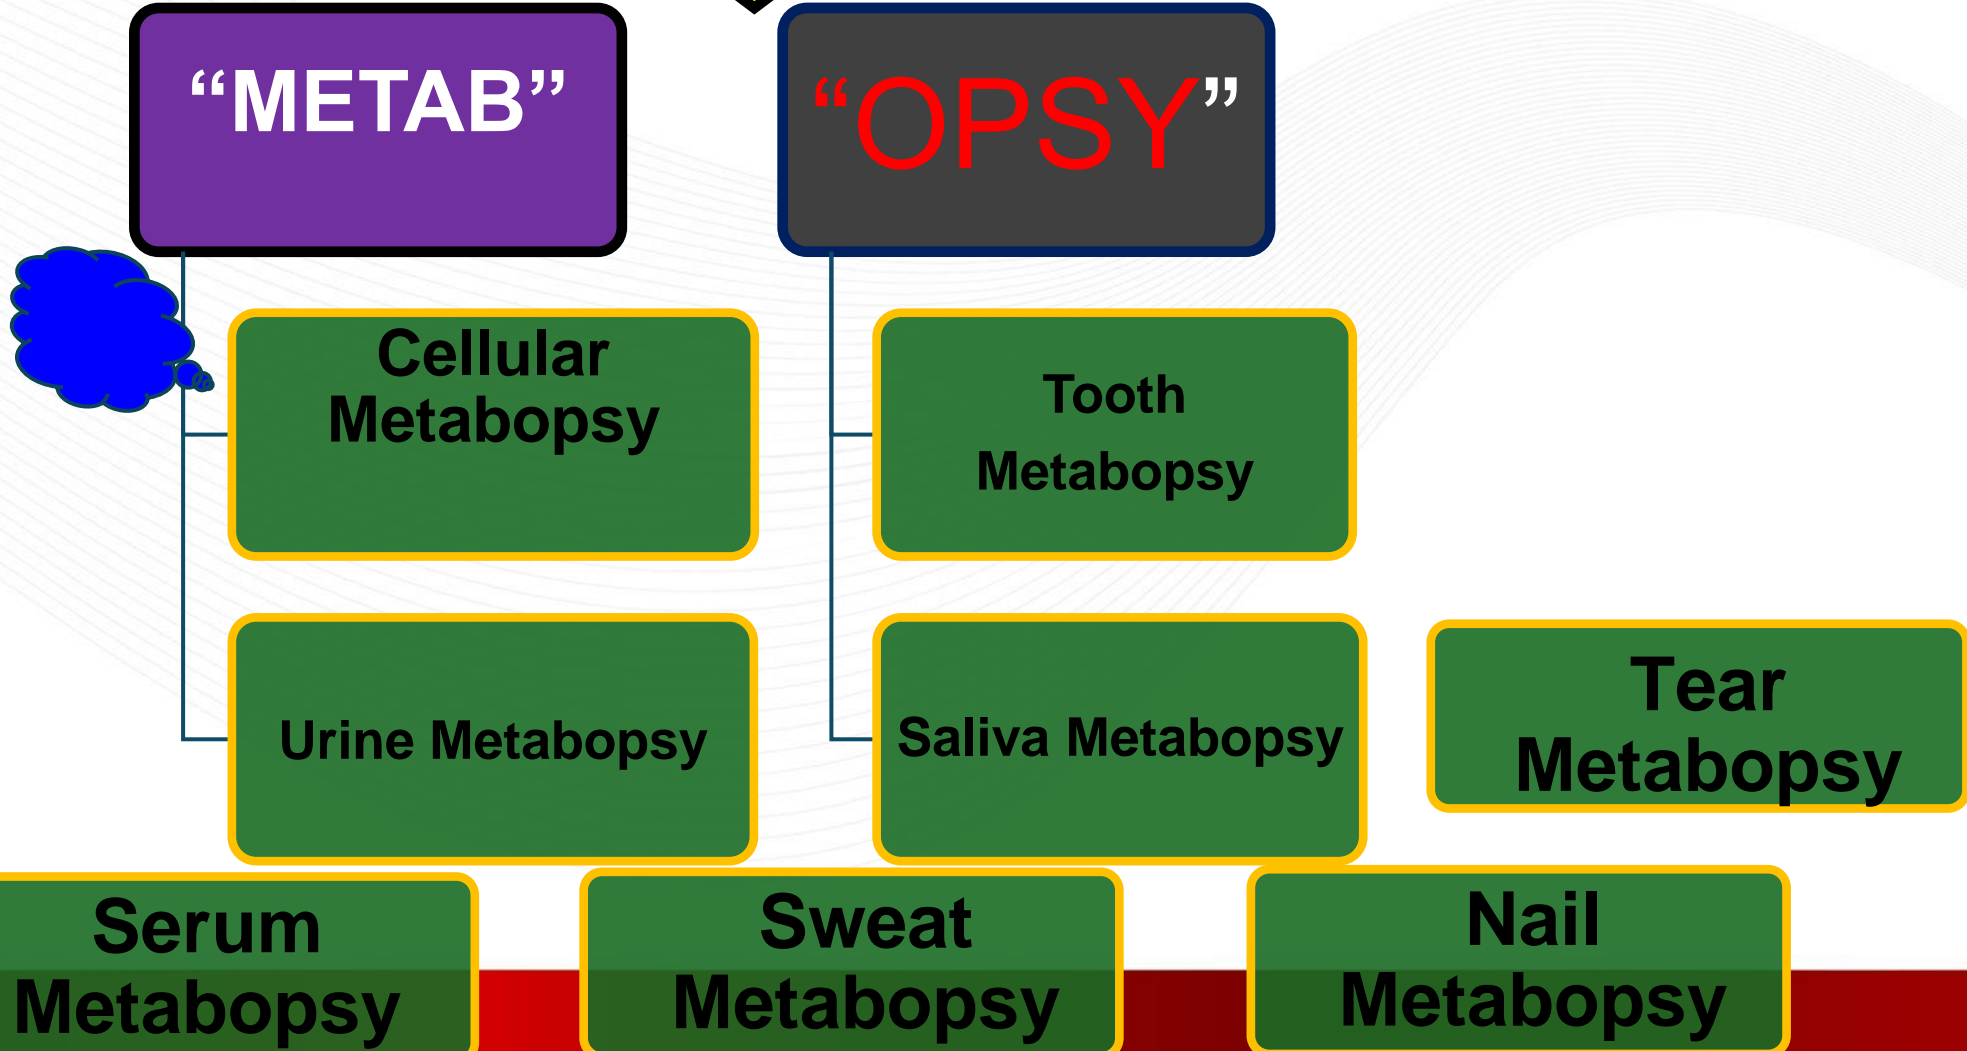 “METAB”
“OPSY”
Cellular
Metabopsy
Tooth
Metabopsy
Urine Metabopsy
Saliva Metabopsy
Tear
Metabopsy
Serum
Metabopsy
Sweat
Metabopsy
Nail
Metabopsy